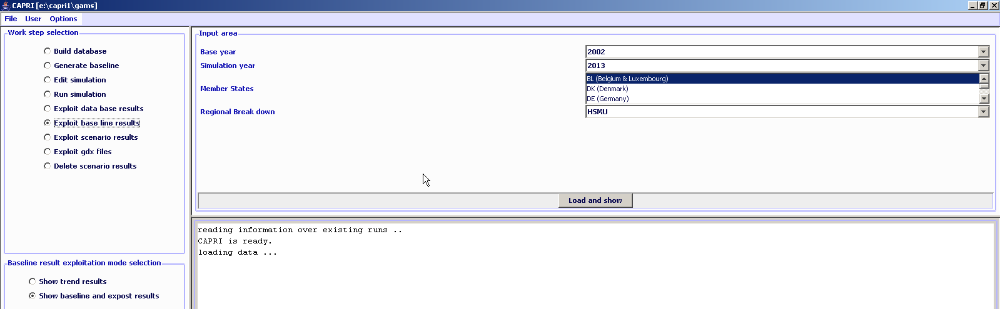 CAPRI [e:\capri1\gams]
File User Options
Work step selection
Build database
Generate baseline
Edit simulation
Run simulation
Exploit data base results
Exploit base line results
Exploit scenario results
Exploit gdx files
Delete scenario results
Baseline result exploitation mode selection
Show trend results
Show baseline and expost results
Input area
Base year 2002
Simulation year 2013
Member States
BL (Belgium & Luxembourg)
DK (Denmark)
DE (Germany)
Regional Break down HSMU
Load and show
reading information over existing runs ..
CAPRI is ready.
loading data ...